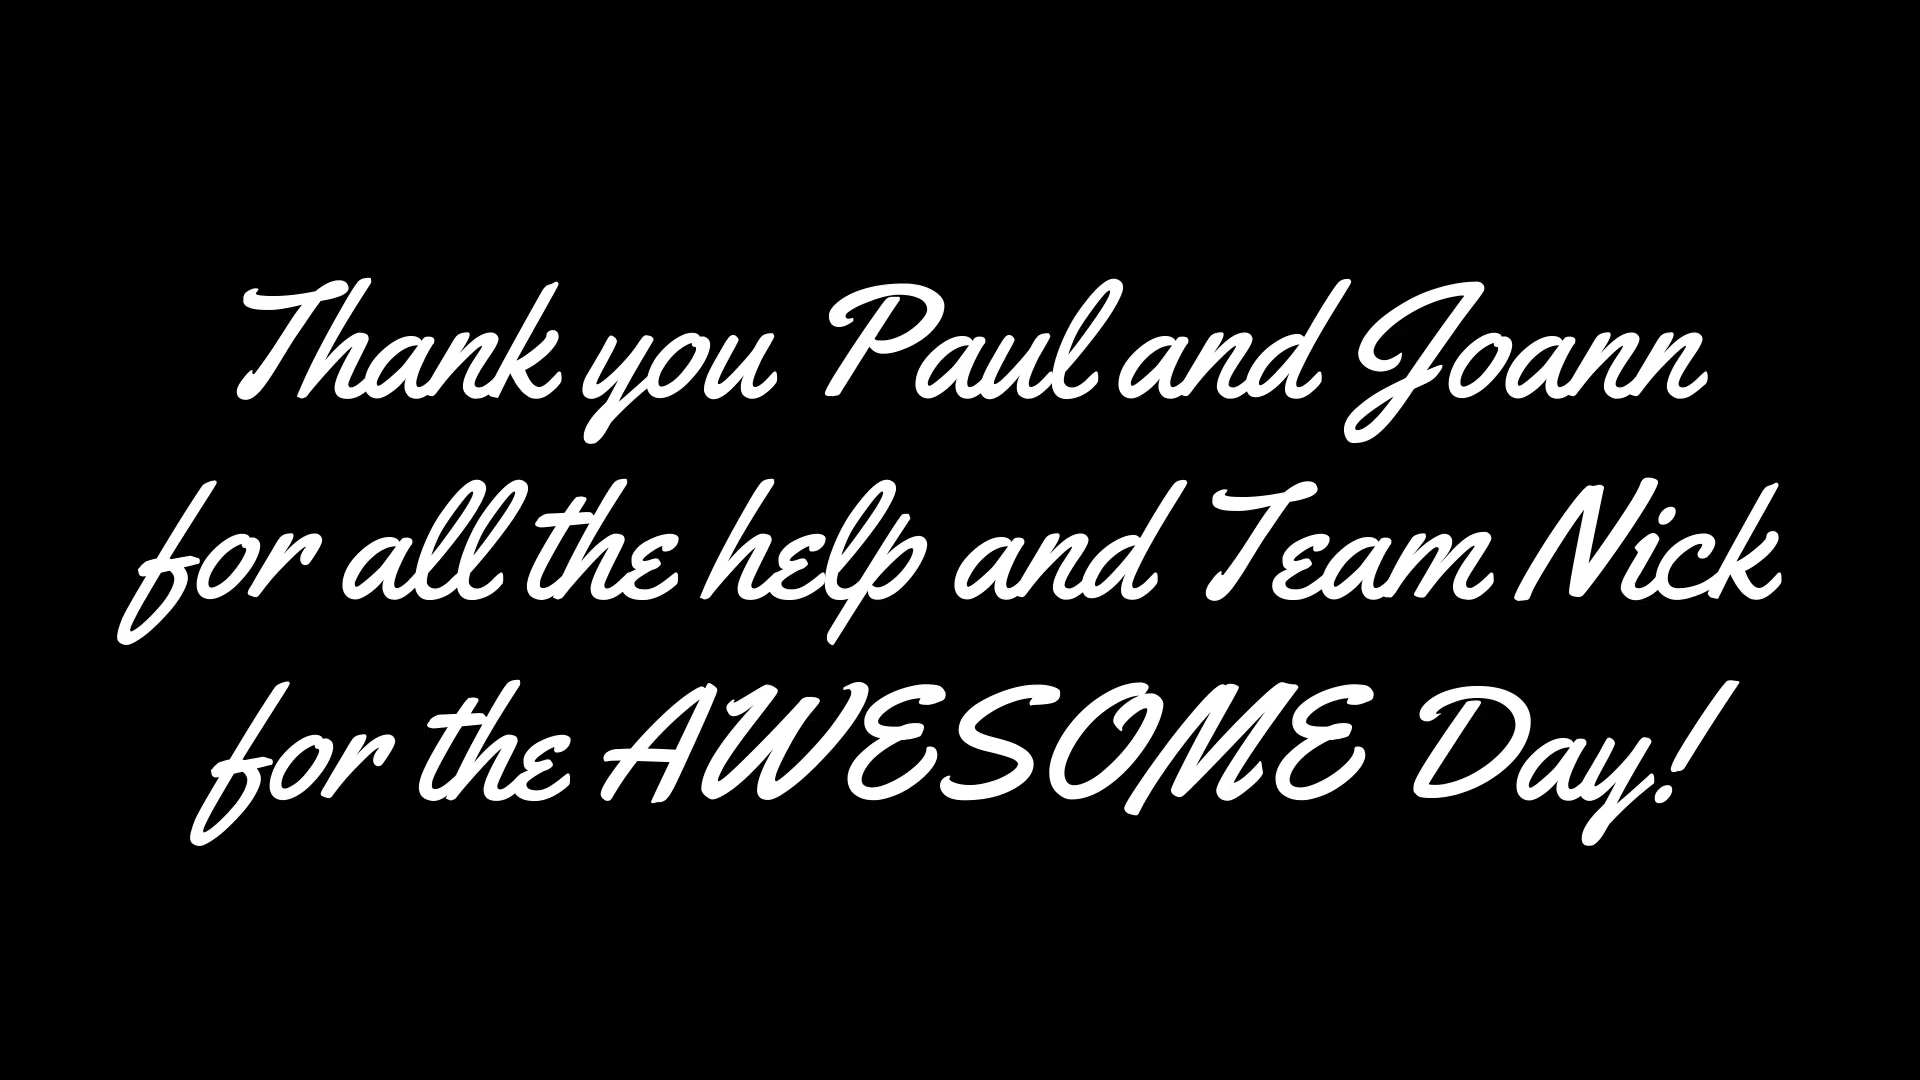 Thank you Paul and Joann
for all the help and Team Nick
for the AWESOME Day!